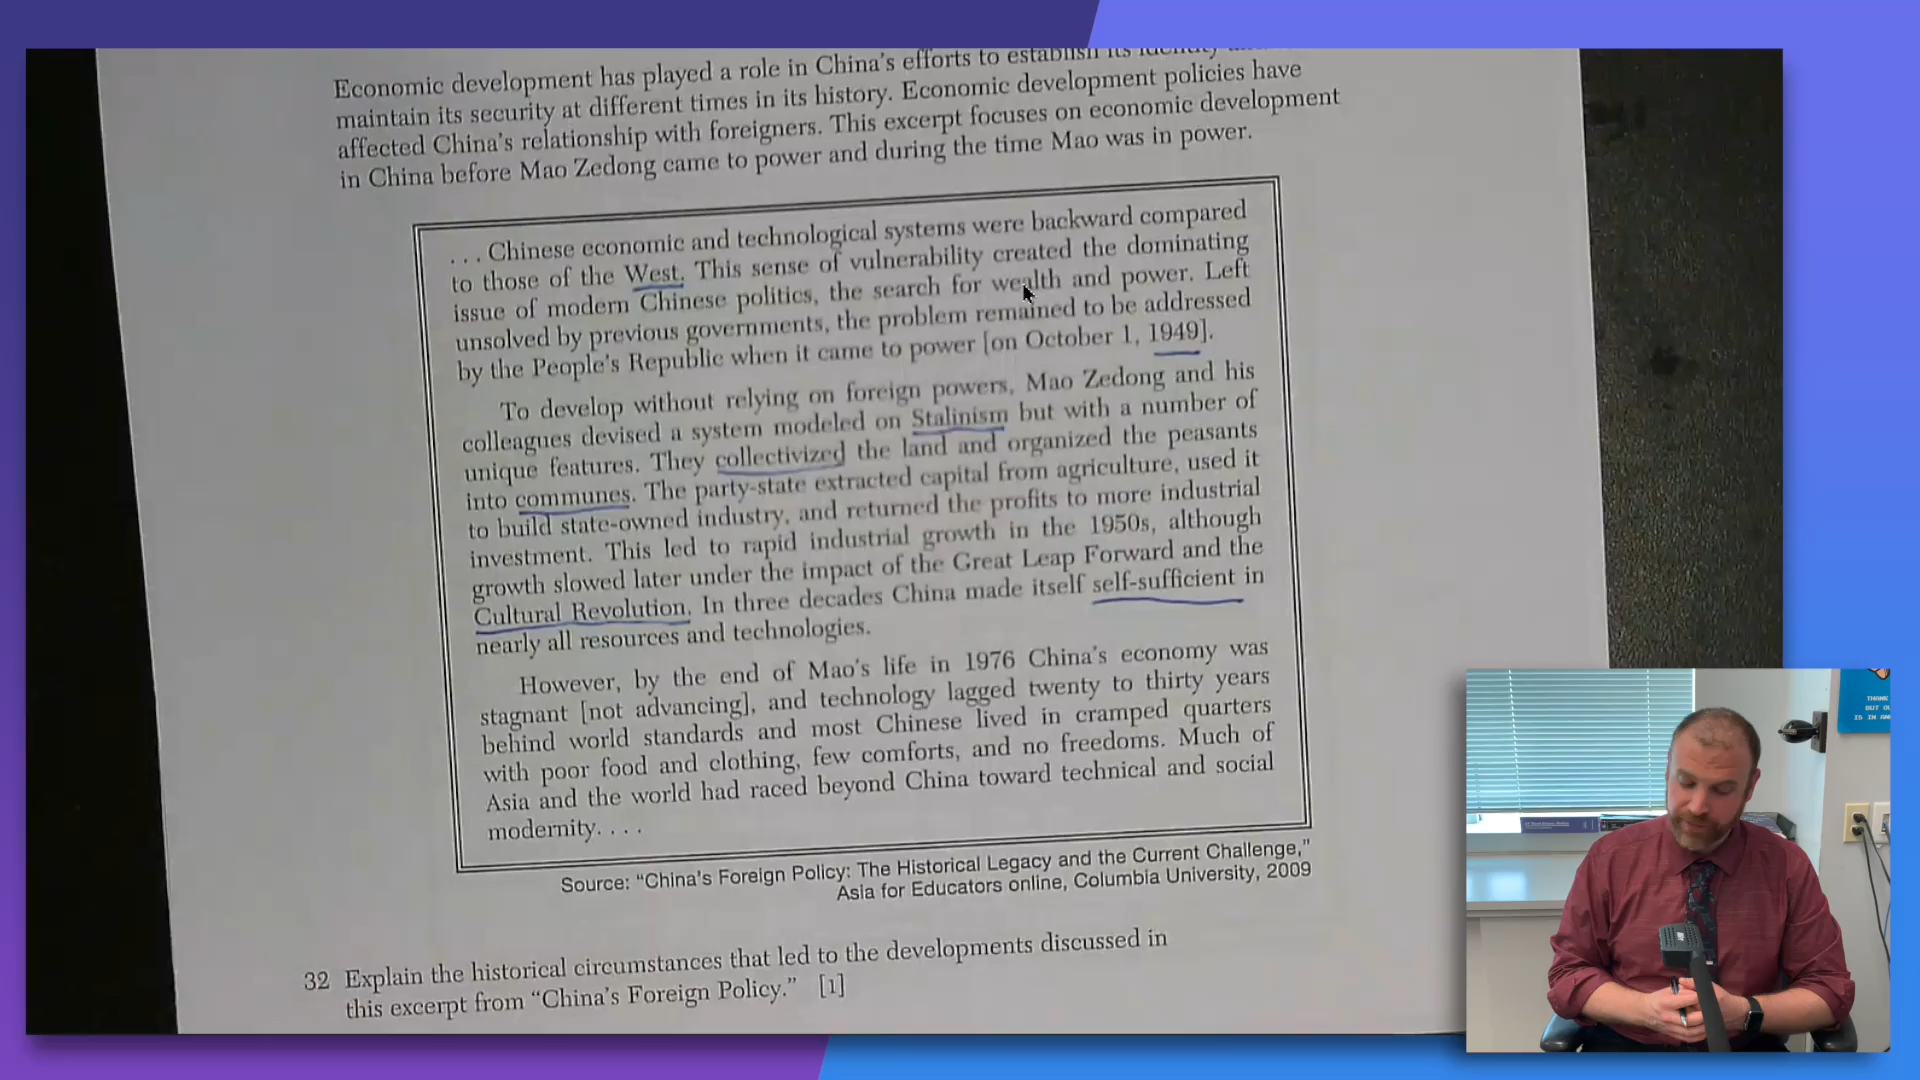 Economic development has played a role in China's efforts to establish its identity
maintain its security at different times in its history. Economic development policies have
affected China's relationship with foreigners. This excerpt focuses on economic development
in China before Mao Zedong came to power and during the time Mao was in power.
. . . Chinese economic and technological systems were backward compared
to those of the West. This sense of vulnerability created the dominating
issue of modern Chinese politics, the search for wealth and power. Left
unsolved by previous governments, the problem remained to be addressed
by the People's Republic when it came to power [on October 1, 1949].
To develop without relying on foreign powers, Mao Zedong and his
colleagues devised a system modeled on Stalinism but with a number of
unique features. They collectivized the land and organized the peasants
into communes. The party-state extracted capital from agriculture, used it
to build state-owned industry, and returned the profits to more industrial
investment. This led to rapid industrial growth in the 1950s, although
growth slowed later under the impact of the Great Leap Forward and the
Cultural Revolution. In three decades China made itself self-sufficient in
nearly all resources and technologies.
However, by the end of Mao's life in 1976 China's economy was
stagnant [not advancing], and technology lagged twenty to thirty years
behind world standards and most Chinese lived in cramped quarters
with poor food and clothing, few comforts, and no freedoms. Much of
Asia and the world had raced beyond China toward technical and social
modernity. . . .
Source: "China's Foreign Policy: The Historical Legacy and the Current Challenge,"
Asia for Educators online, Columbia University, 2009
32 Explain the historical circumstances that led to the developments discussed in
this excerpt from "China's Foreign Policy." [1]
THANK
BUT
IS IN